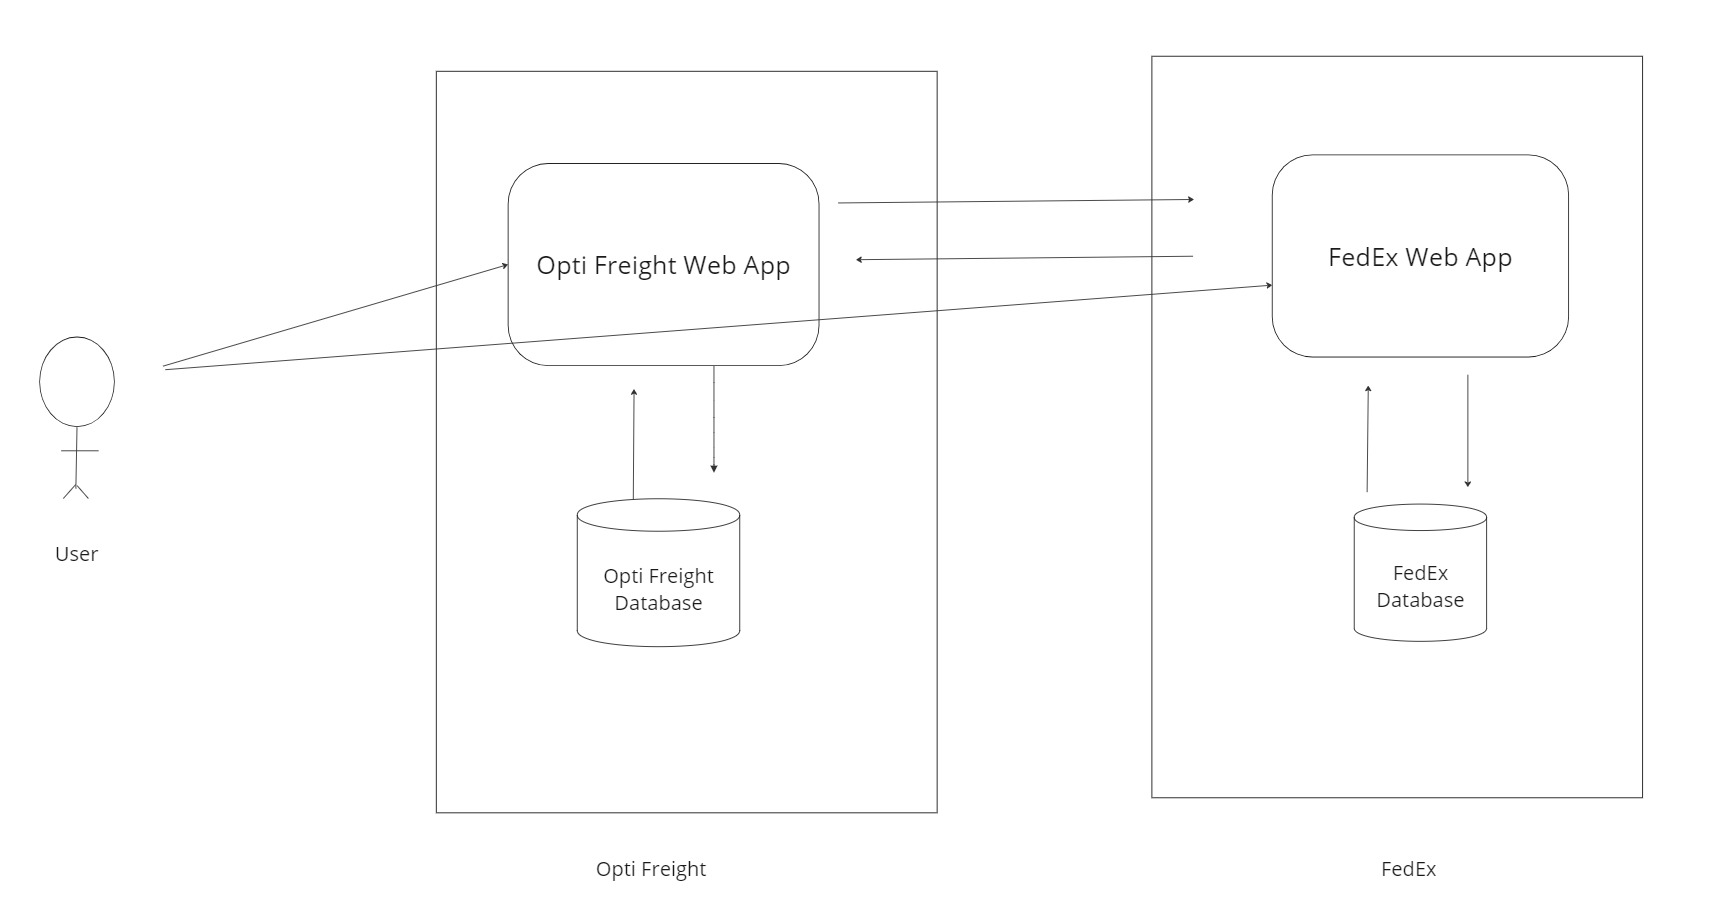 Opti Freight Web App
FedEx Web App
User
Opti Freight
Database
FedEx
Database
Opti Freight
FedEx